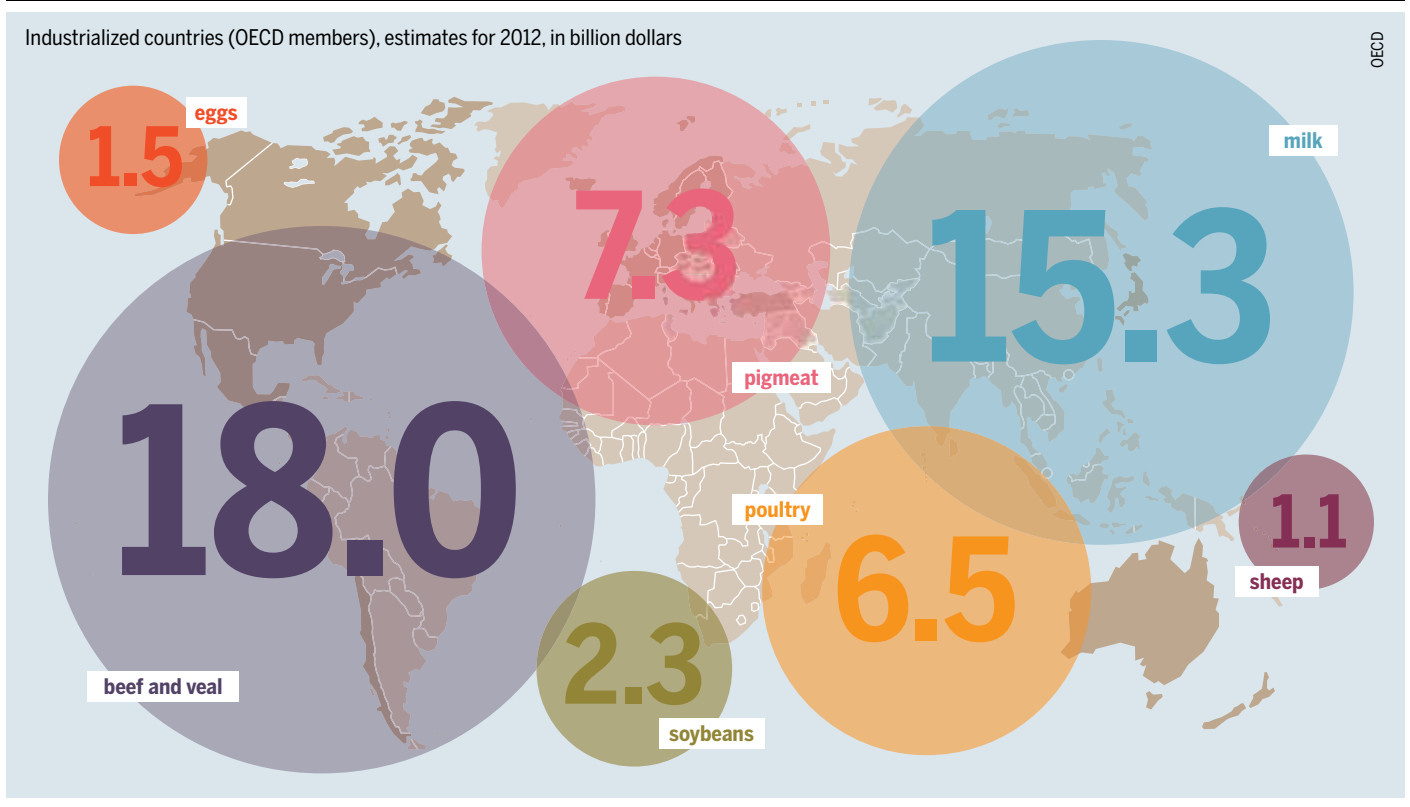 Industrialized countries (OECD members), estimates for 2012, in billion dollars
OECD
eggs
1.5
7.3
pigmeat
milk
15.3
18.0
beef and veal
poultry
6.5
1.1
sheep
2.3
soybeans